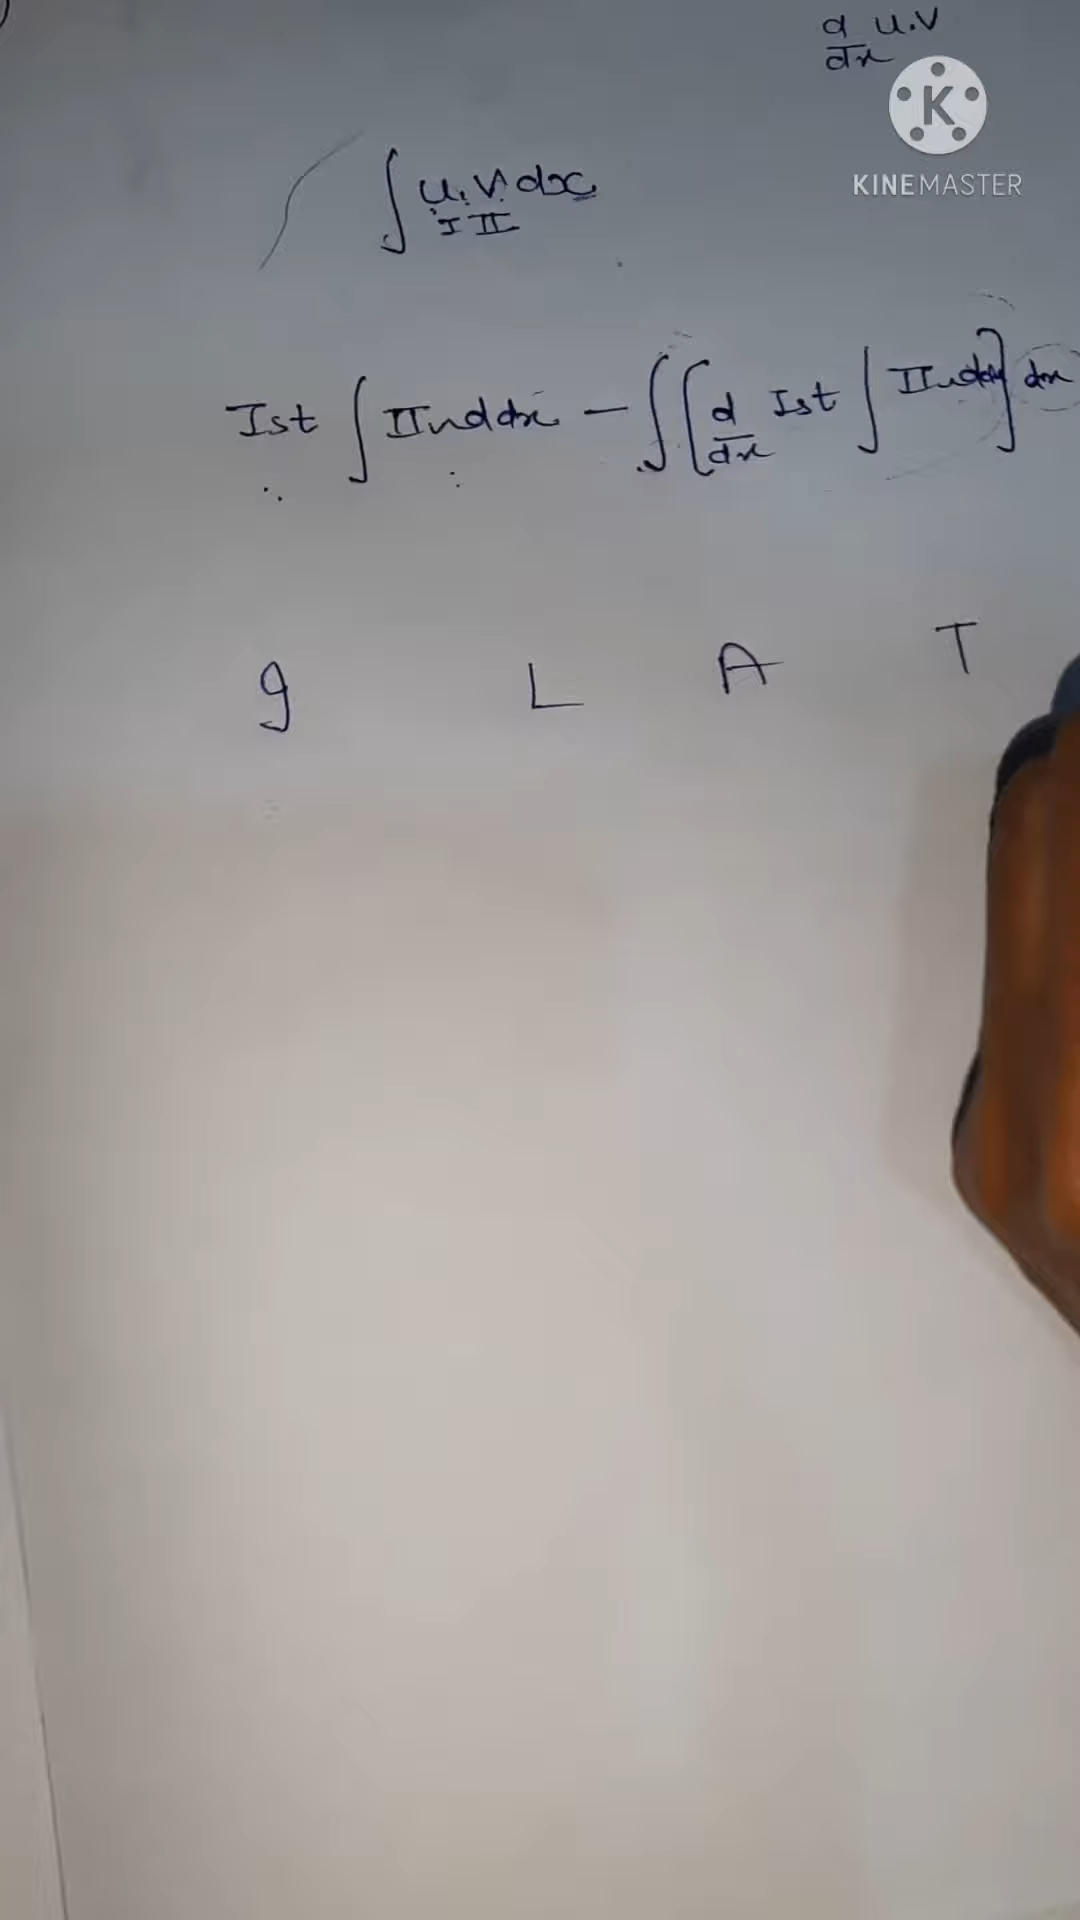 d/dx u.v
K
KINEMASTER
∫ u.v.dx
I II
Ist ∫ IInd dx - ∫ [d/dx Ist ∫ IInd dx] dx
I L A T